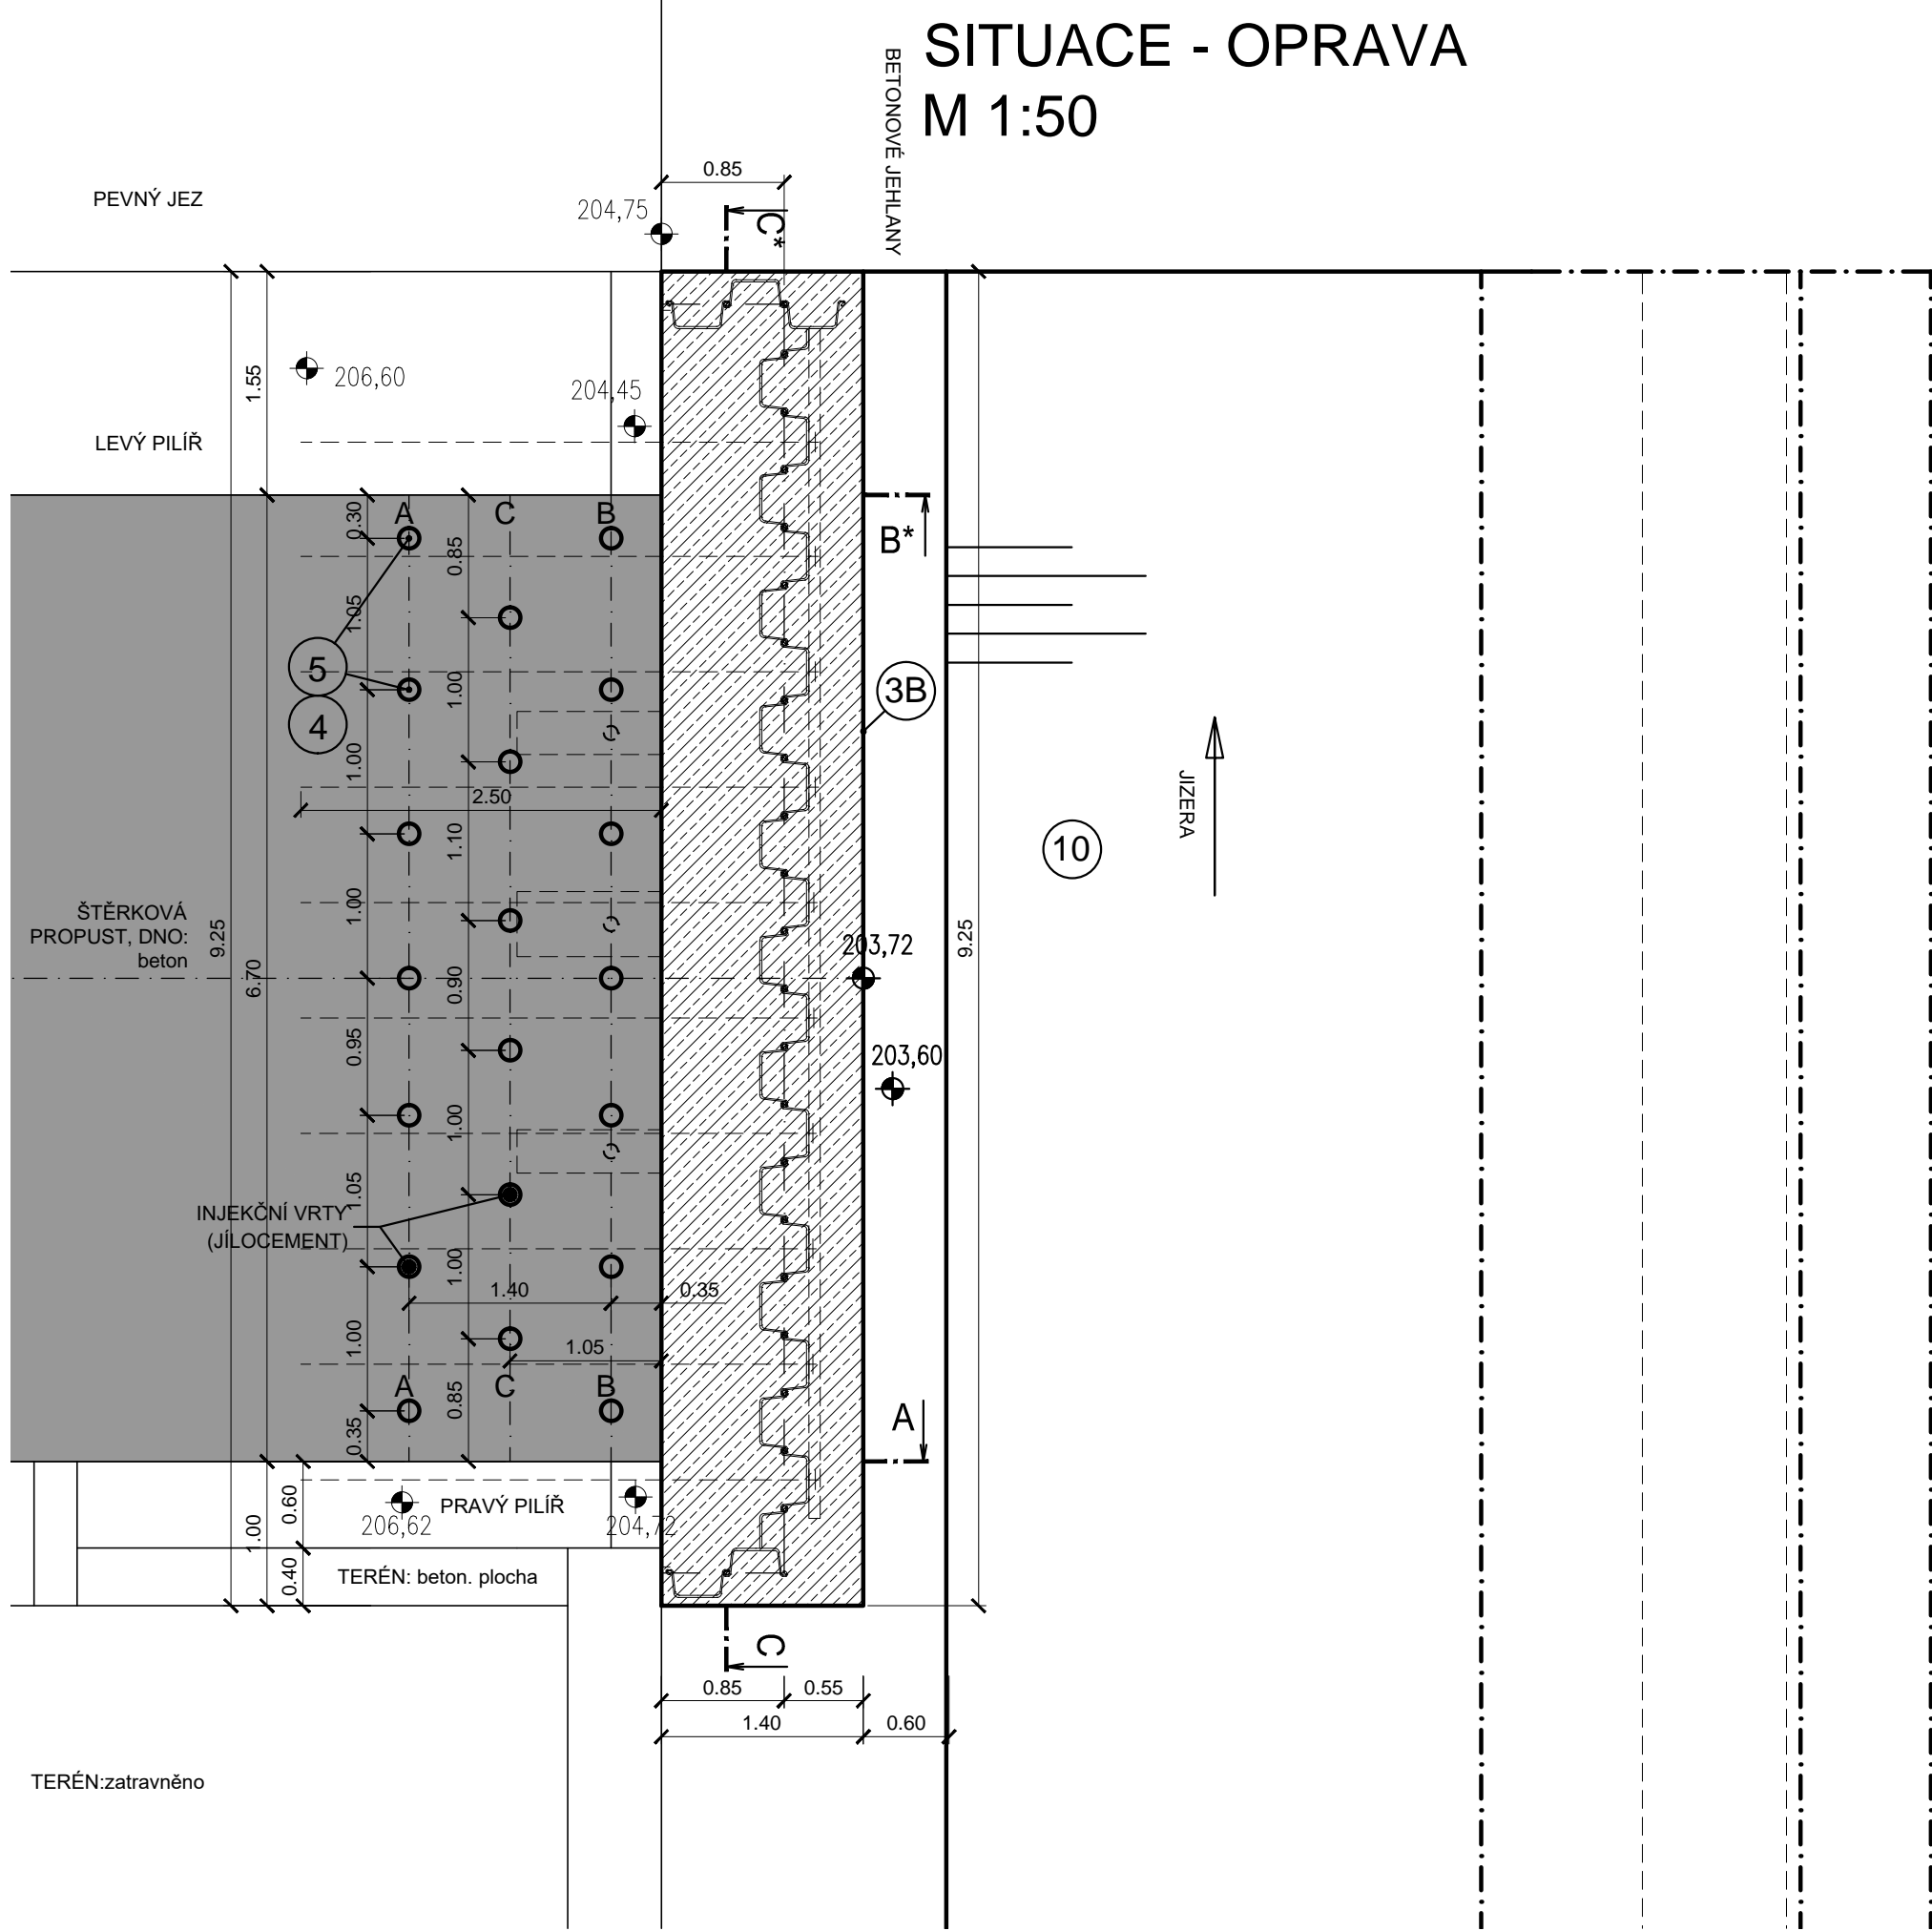 SITUACE - OPRAVA
M 1:50
BETONOVÉ JEHLANY
0.85
PEVNÝ JEZ
204,75
C*
206,60
204,45
1.55
LEVÝ PILÍŘ
0.30
A
C
B
0.85
B*
1.05
5
4
1.00
3B
1.00
2.50
JIZERA
1.10
10
1.00
ŠTĚRKOVÁ
PROPUST, DNO:
beton
9.25
6.70
0.90
203,72
9.25
0.95
203,60
1.00
1.05
INJEKČNÍ VRTY
(JÍLOCEMENT)
1.00
1.40
0.35
1.00
1.05
A
C
B
0.85
A
0.35
0.60
PRAVÝ PILÍŘ
206,62
204,72
1.00
0.40
TERÉN: beton. plocha
C
0.85
0.55
1.40
0.60
TERÉN:zatravněno